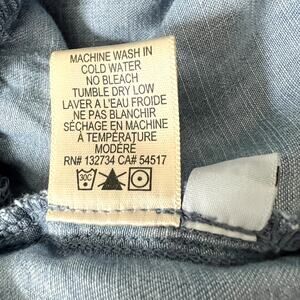 MACHINE WASH IN
COLD WATER
NO BLEACH
TUMBLE DRY LOW
LAVER A L'EAU FROIDE
NE PAS BLANCHIR
SÉCHAGE EN MACHINE
À TEMPÉRATURE
MODÉRÉ
RN# 132734 CA# 54517
30C